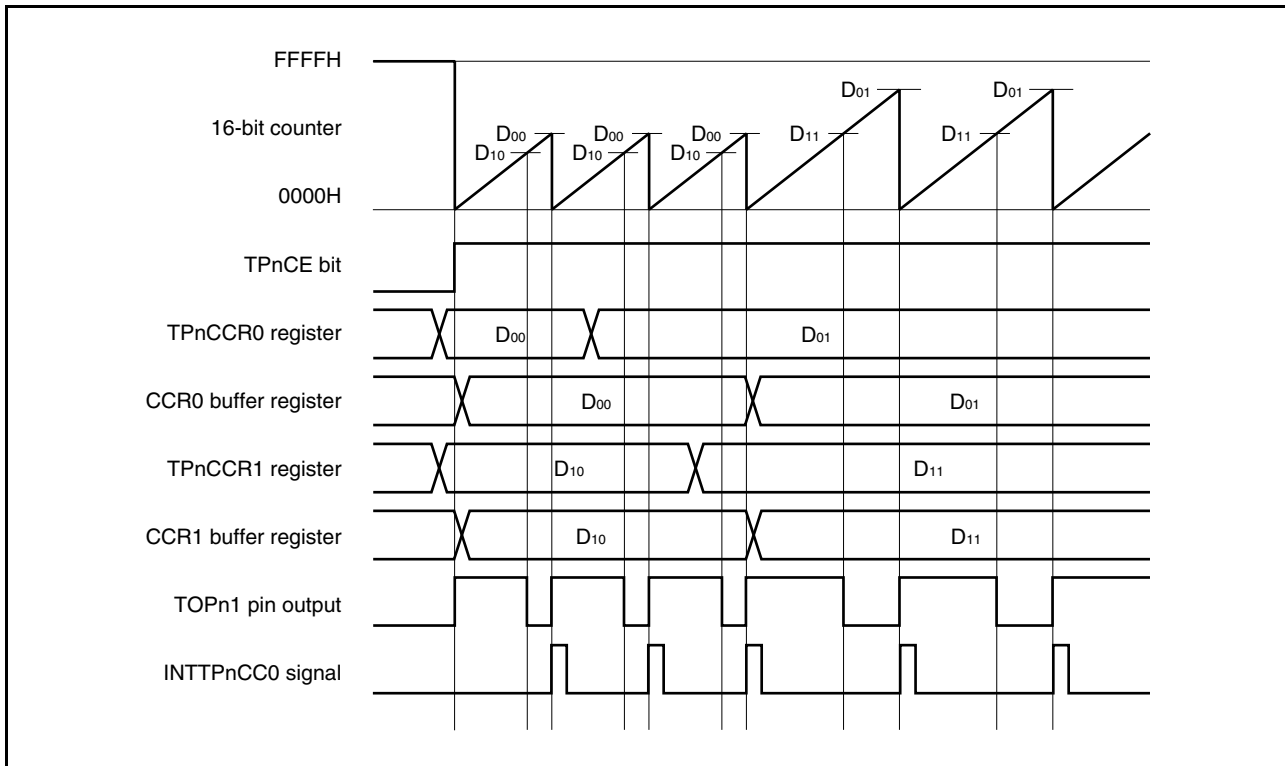 FFFFH
D01 D01
16-bit counter D00 D00 D00 D11 D11
D10 D10 D10
0000H
TPnCE bit
TPnCCR0 register D00 D01
CCR0 buffer register D00 D01
TPnCCR1 register D10 D11
CCR1 buffer register D10 D11
TOPn1 pin output
INTTPnCC0 signal